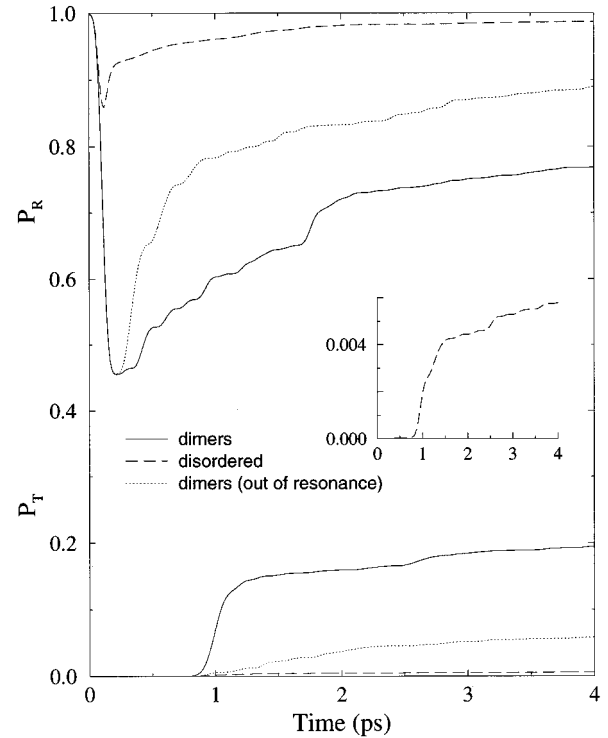 1.0
0.8
P_R
0.6
0.4
0.004
0.000
0 1 2 3 4
dimers
disordered
dimers (out of resonance)
P_T
0.2
0.0
0 1 2 3 4
Time (ps)